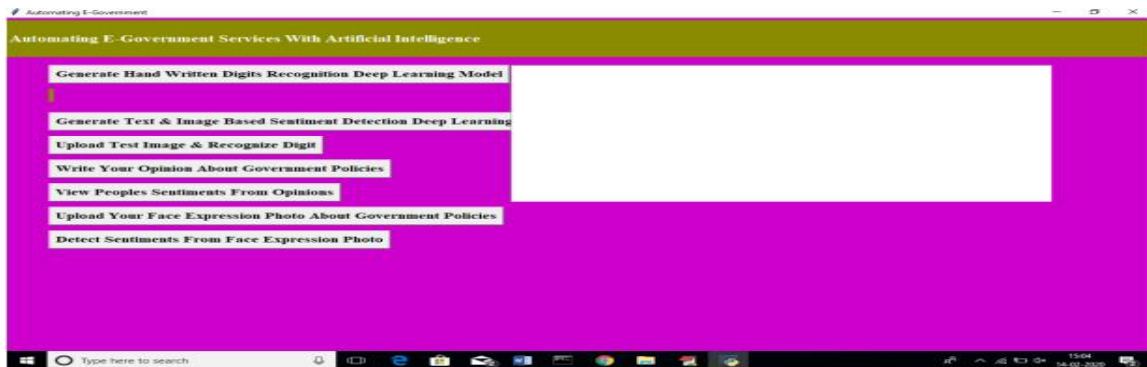 Automating E-Government
Automating E-Government Services With Artificial Intelligence
Generate Hand Written Digits Recognition Deep Learning Model
Generate Text & Image Based Sentiment Detection Deep Learning
Upload Test Image & Recognize Digit
Write Your Opinion About Government Policies
View Peoples Sentiments From Opinions
Upload Your Face Expression Photo About Government Policies
Detect Sentiments From Face Expression Photo
Type here to search
15:04
14-02-2020